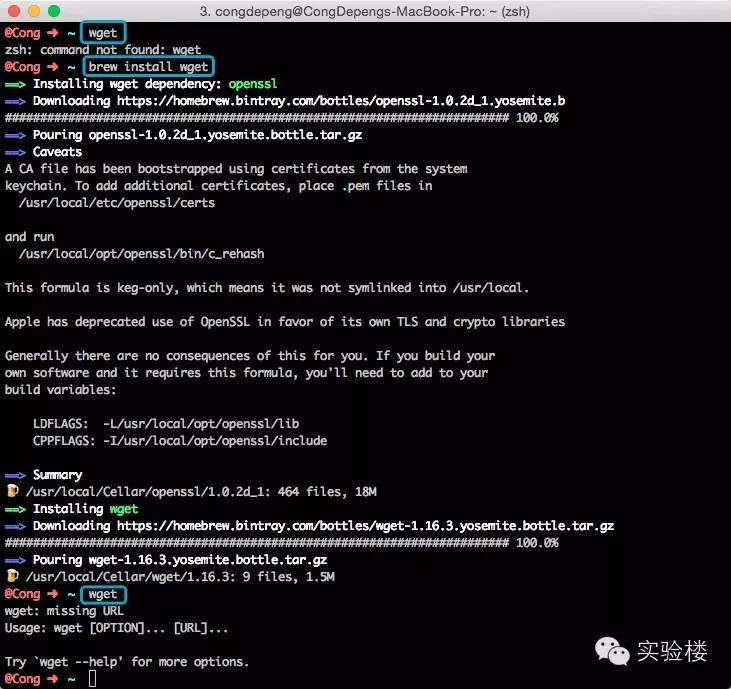 3. congdepeng@CongDepengs-MacBook-Pro: ~ (zsh)
@Cong ➜ ~ wget
zsh: command not found: wget
@Cong ➜ ~ brew install wget
==> Installing wget dependency: openssl
==> Downloading https://homebrew.bintray.com/bottles/openssl-1.0.2d_1.yosemite.b
######################################################################## 100.0%
==> Pouring openssl-1.0.2d_1.yosemite.bottle.tar.gz
==> Caveats
A CA file has been bootstrapped using certificates from the system
keychain. To add additional certificates, place .pem files in
/usr/local/etc/openssl/certs
and run
/usr/local/opt/openssl/bin/c_rehash
This formula is keg-only, which means it was not symlinked into /usr/local.
Apple has deprecated use of OpenSSL in favor of its own TLS and crypto libraries
Generally there are no consequences of this for you. If you build your
own software and it requires this formula, you'll need to add to your
build variables:
LDFLAGS: -L/usr/local/opt/openssl/lib
CPPFLAGS: -I/usr/local/opt/openssl/include
==> Summary
🍺 /usr/local/Cellar/openssl/1.0.2d_1: 464 files, 18M
==> Installing wget
==> Downloading https://homebrew.bintray.com/bottles/wget-1.16.3.yosemite.bottle.tar.gz
######################################################################## 100.0%
==> Pouring wget-1.16.3.yosemite.bottle.tar.gz
🍺 /usr/local/Cellar/wget/1.16.3: 9 files, 1.5M
@Cong ➜ ~ wget
wget: missing URL
Usage: wget [OPTION]... [URL]...
Try `wget --help' for more options.
@Cong ➜ ~
实验楼